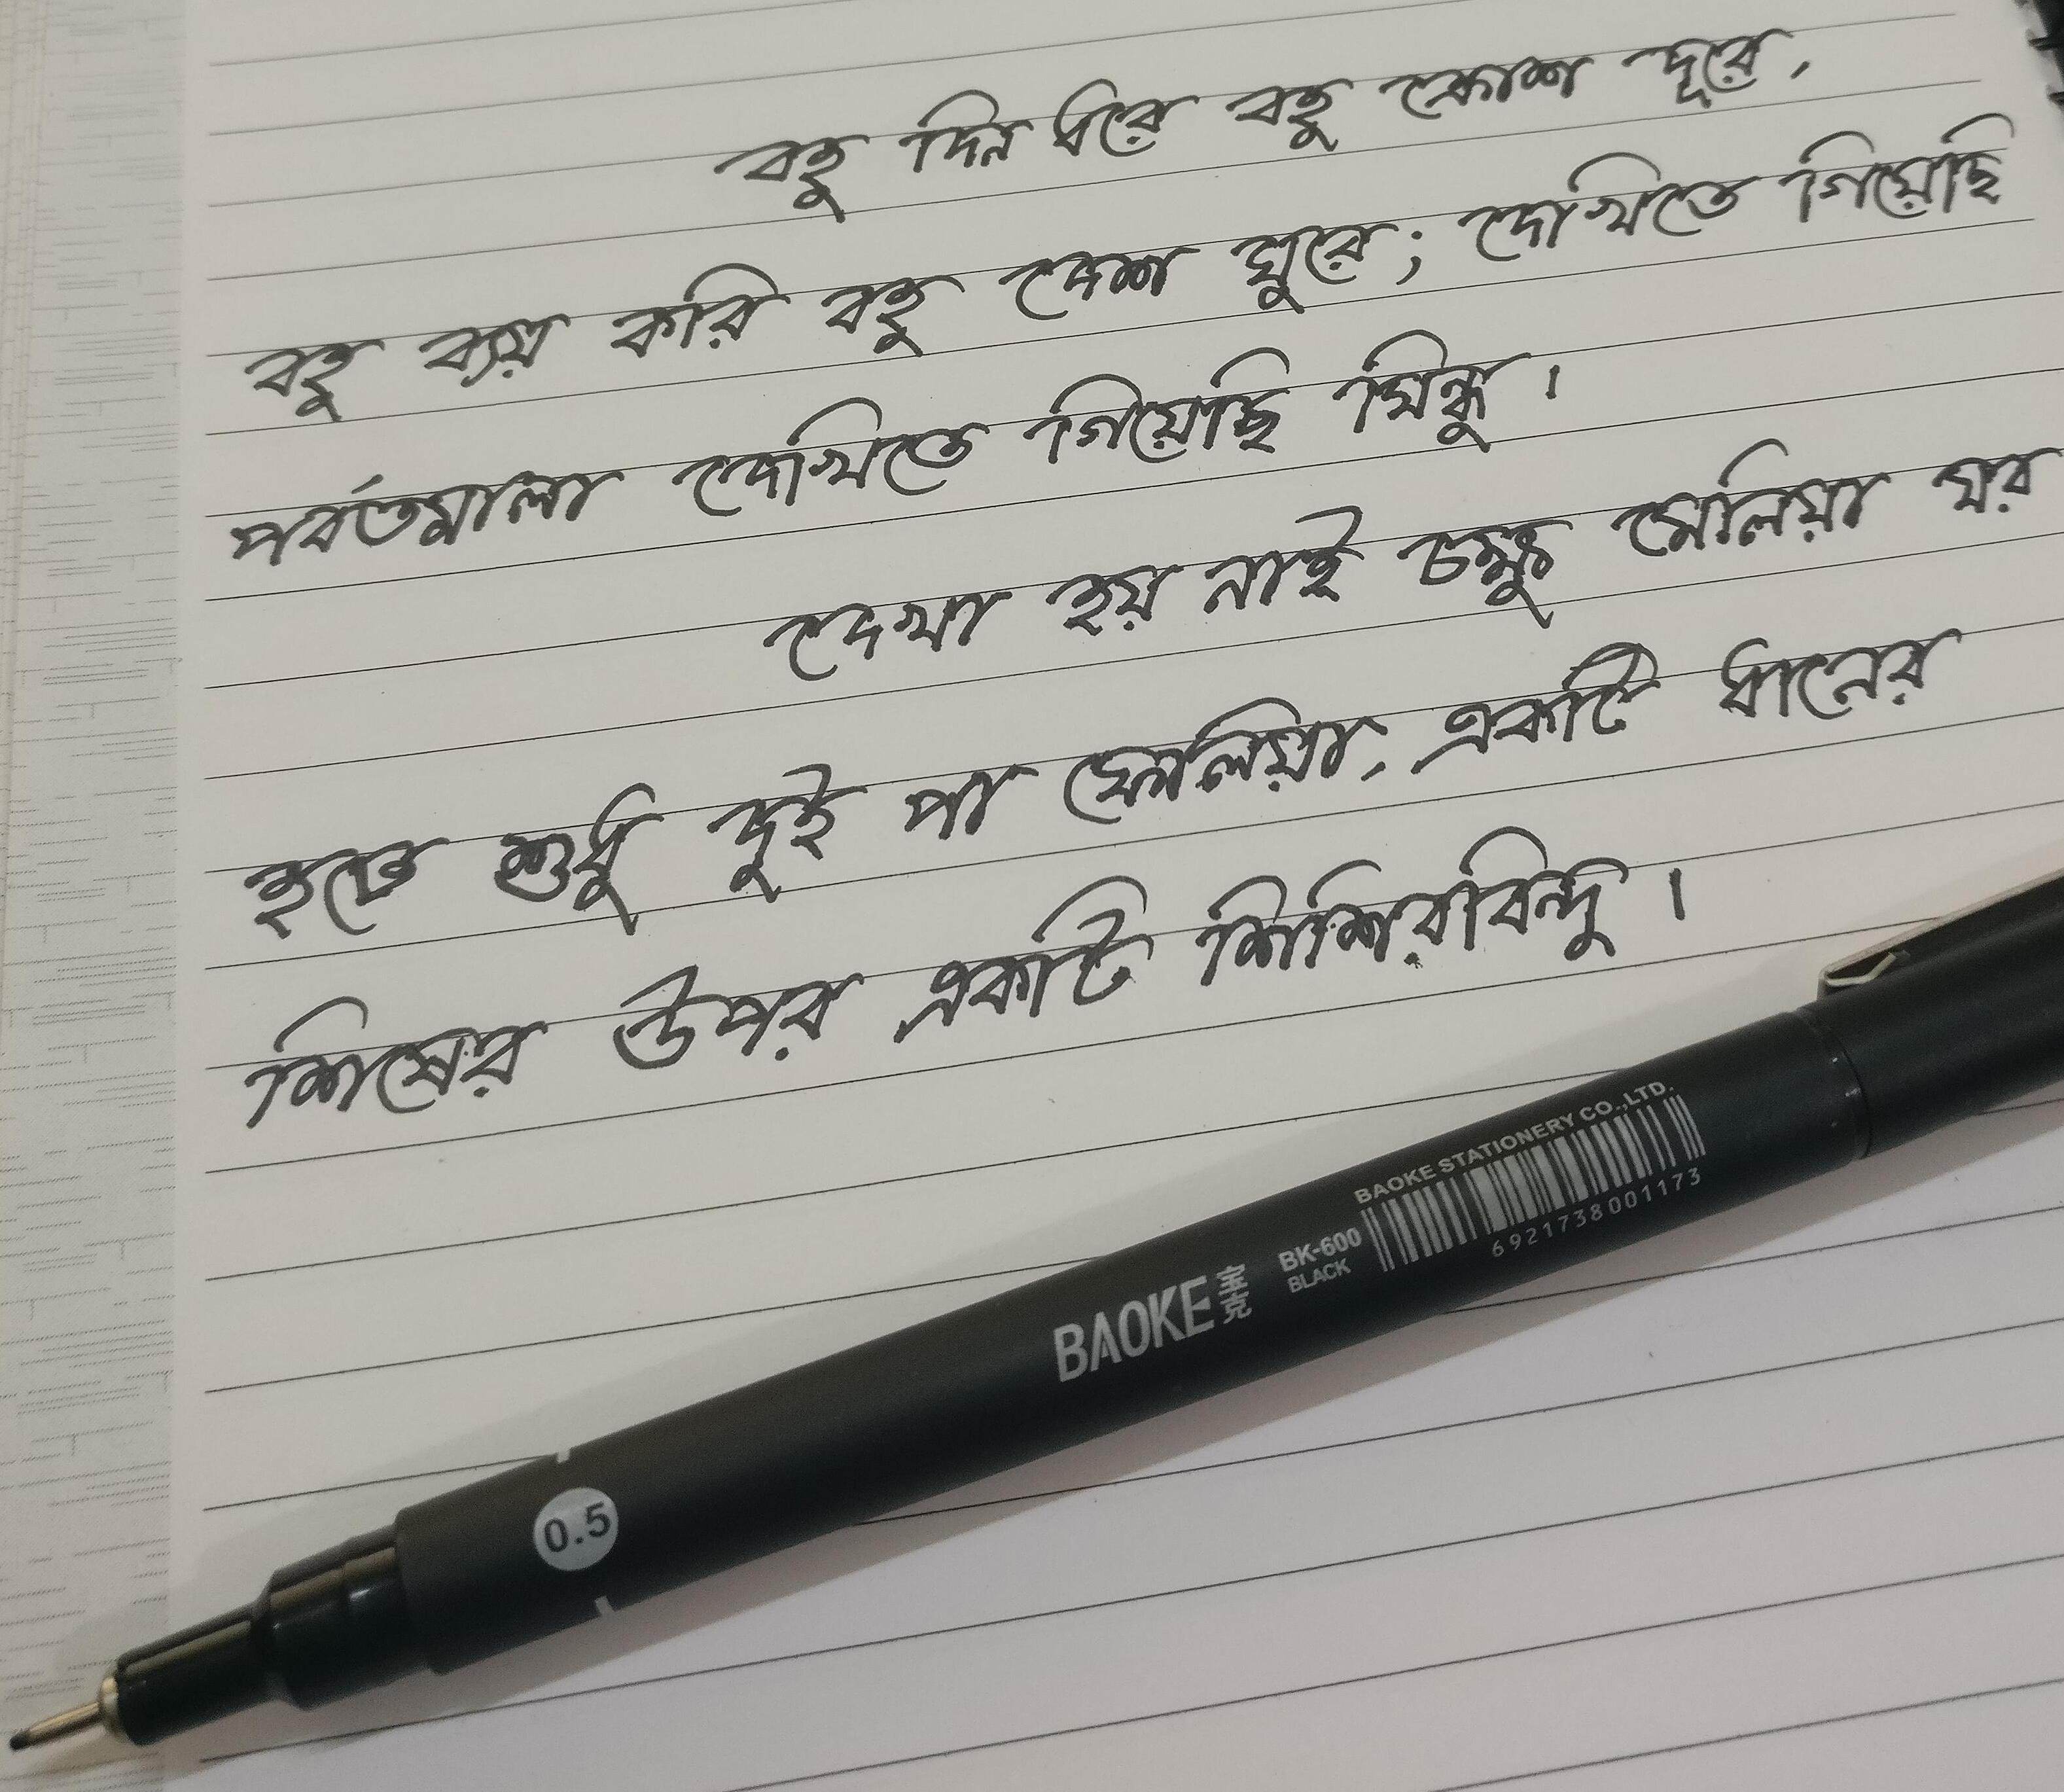 বহু দিন ধরে বহু ক্রোশ দূরে,
বহু ব্যয় করি বহু দেশ ঘুরে; দেখিতে গিয়েছি
পর্বতমালা দেখিতে গিয়েছি সিন্ধু।
দেখা হয় নাই চক্ষু মেলিয়া ঘর
হতে শুধু দুই পা ফেলিয়া, একটি ধানের
শিষের উপর একটি শিশিরবিন্দু।
BAOKE STATIONERY CO.,LTD.
6921738001173
BK-600
BLACK
BAOKE 宝克
0.5